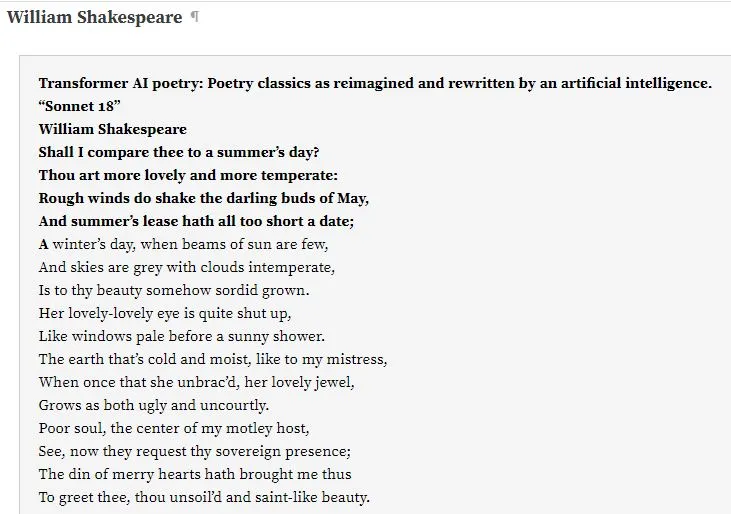 William Shakespeare ¶
Transformer AI poetry: Poetry classics as reimagined and rewritten by an artificial intelligence.
“Sonnet 18”
William Shakespeare
Shall I compare thee to a summer’s day?
Thou art more lovely and more temperate:
Rough winds do shake the darling buds of May,
And summer’s lease hath all too short a date;
A winter’s day, when beams of sun are few,
And skies are grey with clouds intemperate,
Is to thy beauty somehow sordid grown.
Her lovely-lovely eye is quite shut up,
Like windows pale before a sunny shower.
The earth that’s cold and moist, like to my mistress,
When once that she unbrac’d, her lovely jewel,
Grows as both ugly and uncourtly.
Poor soul, the center of my motley host,
See, now they request thy sovereign presence;
The din of merry hearts hath brought me thus
To greet thee, thou unsoil’d and saint-like beauty.